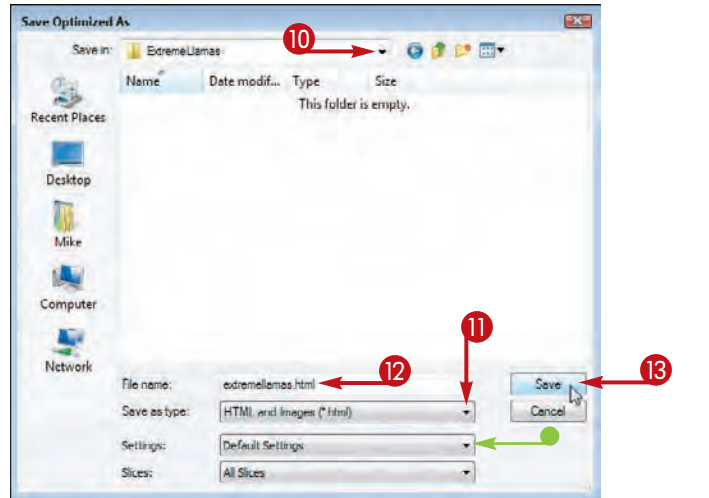 Save Optimized As
10
Save in: ExtremeLlamas
Name Date modif... Type Size
This folder is empty.
Recent Places
Desktop
Mike
Computer
Network
11
File name: extremellamas.html 12
Save 13
Save as type: HTML and Images (*.html)
Cancel
Settings: Default Settings
Slices: All Slices